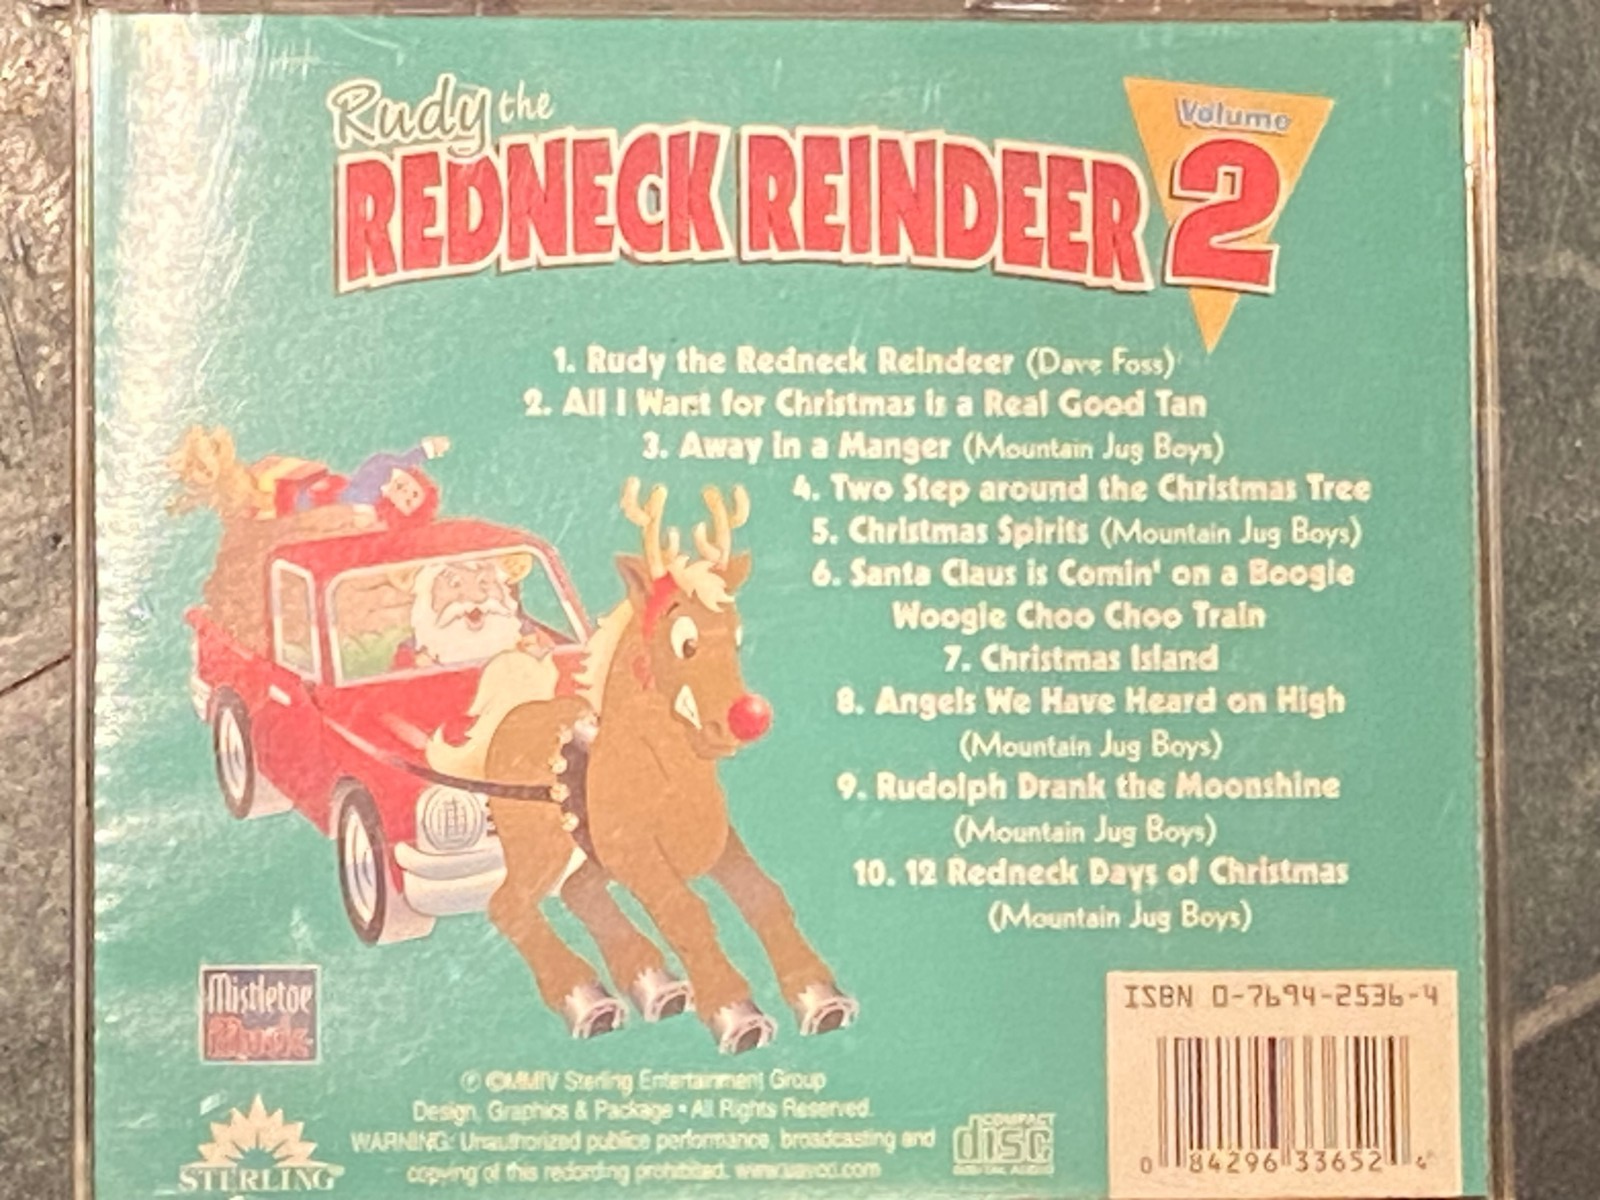 Rudy the
REDNECK REINDEER
Volume
2
1. Rudy the Redneck Reindeer (Dave Foss)
2. All I Want for Christmas is a Real Good Tan
3. Away in a Manger (Mountain Jug Boys)
4. Two Step around the Christmas Tree
5. Christmas Spirits (Mountain Jug Boys)
6. Santa Claus is Comin' on a Boogie
Woogie Choo Choo Train
7. Christmas Island
8. Angels We Have Heard on High
(Mountain Jug Boys)
9. Rudolph Drank the Moonshine
(Mountain Jug Boys)
10. 12 Redneck Days of Christmas
(Mountain Jug Boys)
Mistletoe
Music
STERLING
℗ ©MMIV Sterling Entertainment Group
Design, Graphics & Package • All Rights Reserved.
WARNING: Unauthorized publice performance, broadcasting and
copying of this recording prohibited.
COMPACT
disc
DIGITAL AUDIO
ISBN 0-7694-2536-4
0 84296 33652 4